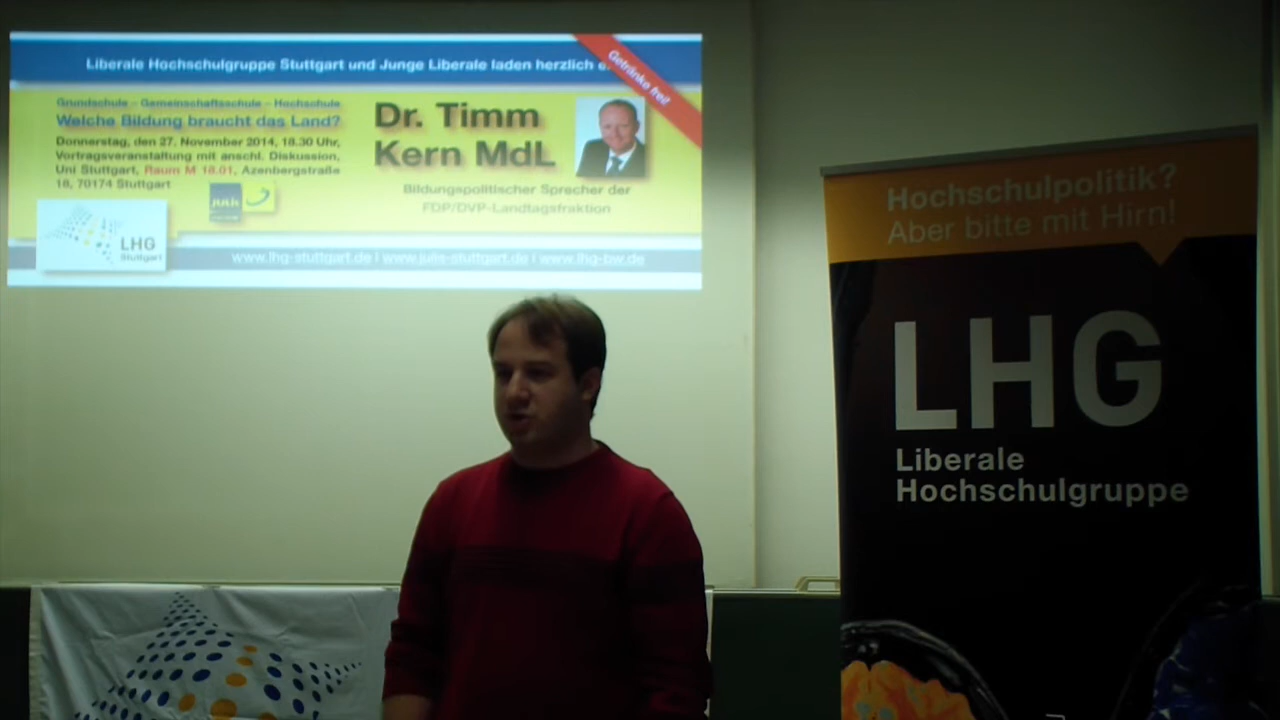 Liberale Hochschulgruppe Stuttgart und Junge Liberale laden herzlich
Getränke frei!
Grundschule - Gemeinschaftsschule - Hochschule
Welche Bildung braucht das Land?
Donnerstag, den 27. November 2014, 18.30 Uhr,
Vortragsveranstaltung mit anschl. Diskussion,
Uni Stuttgart, Raum M 18.01, Azenbergstraße
18, 70174 Stuttgart
Dr. Timm
Kern MdL
Bildungspolitischer Sprecher der
FDP/DVP-Landtagsfraktion
JULIS
LHG
Stuttgart
www.lhg-stuttgart.de | www.julis-stuttgart.de | www.lhg-bw.de
Hochschulpolitik?
Aber bitte mit Hirn!
LHG
Liberale
Hochschulgruppe